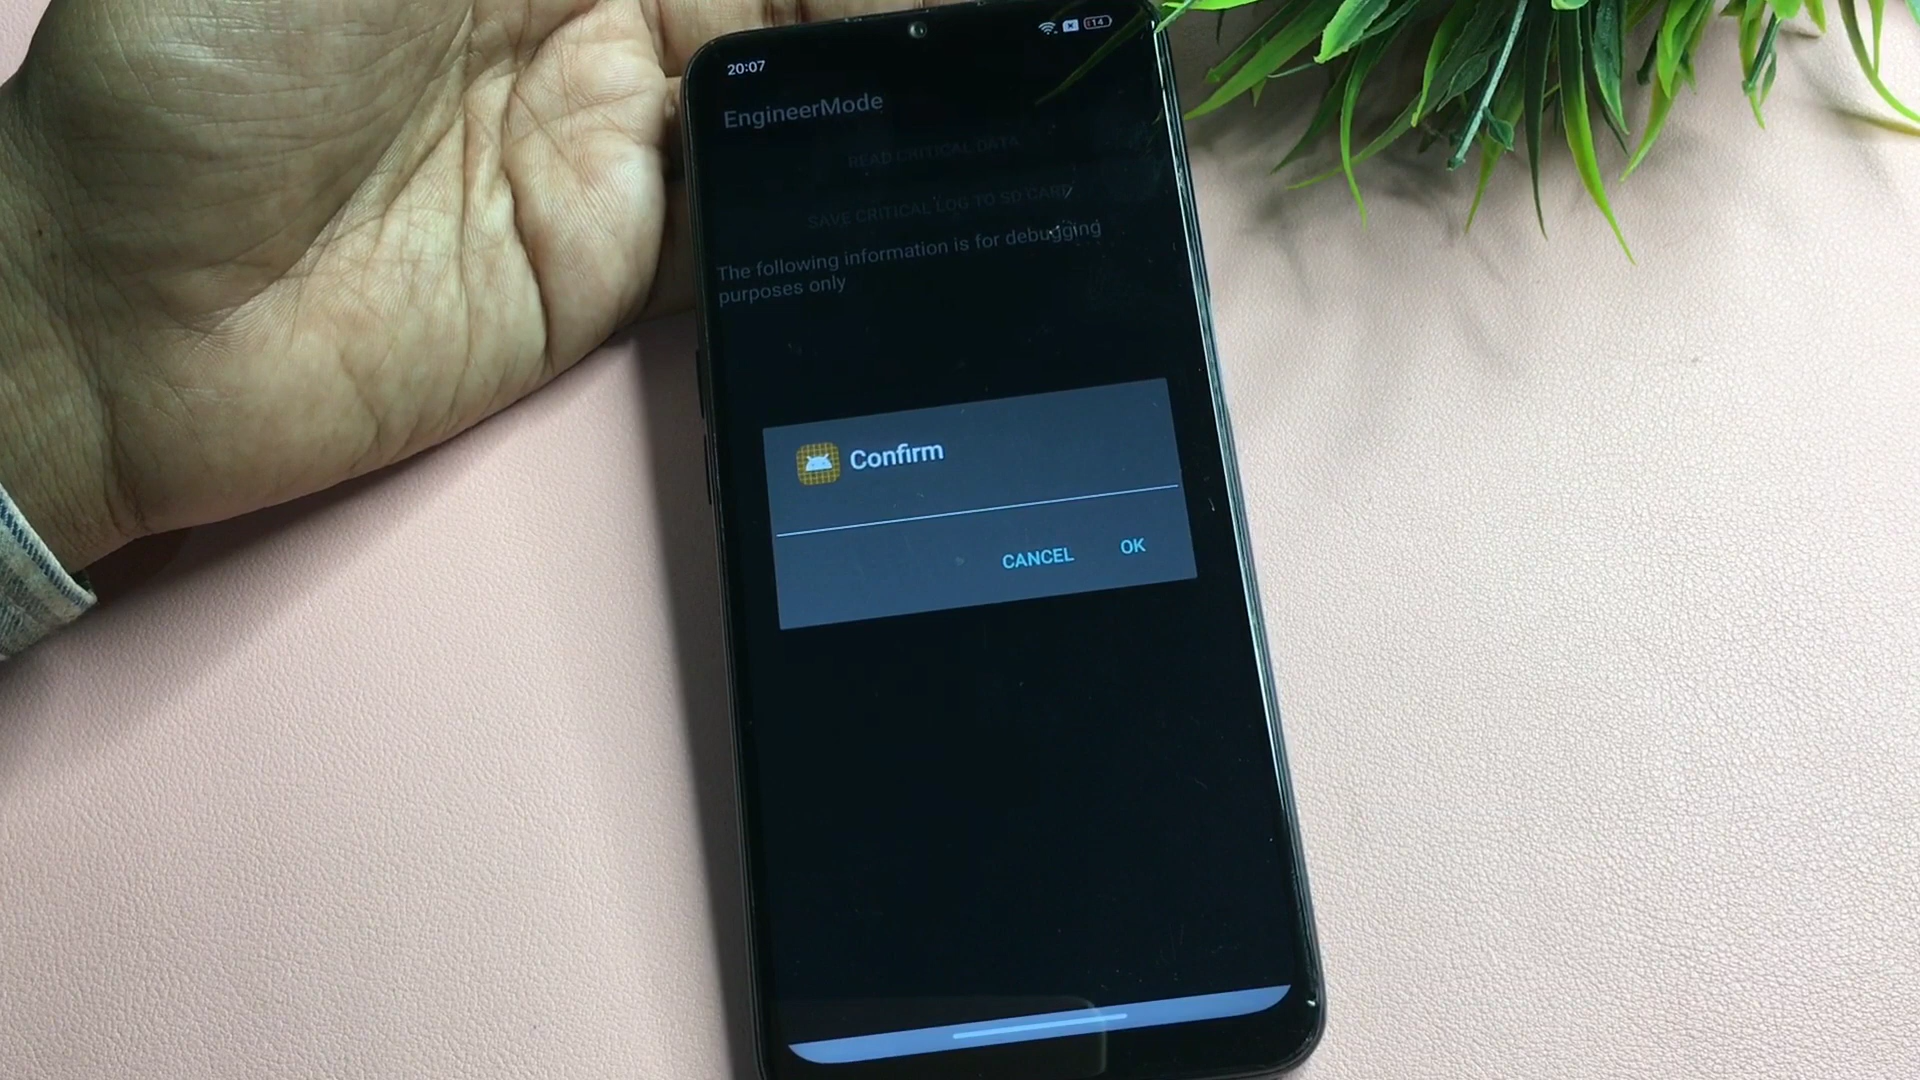 20:07
14
EngineerMode
READ CRITICAL DATA
SAVE CRITICAL LOG TO SD CARD
The following information is for debugging
purposes only
Confirm
CANCEL
OK